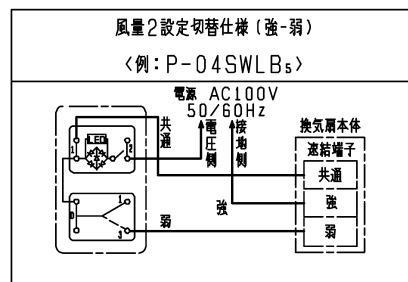 風量2設定切替仕様(強-弱)
<例:P-04SWLB5>
電源 AC100V
50/60Hz
換気扇本体
速結端子
共通
電圧側
接地側
LED
1
2
共通
強
強
0
1
3
弱
弱